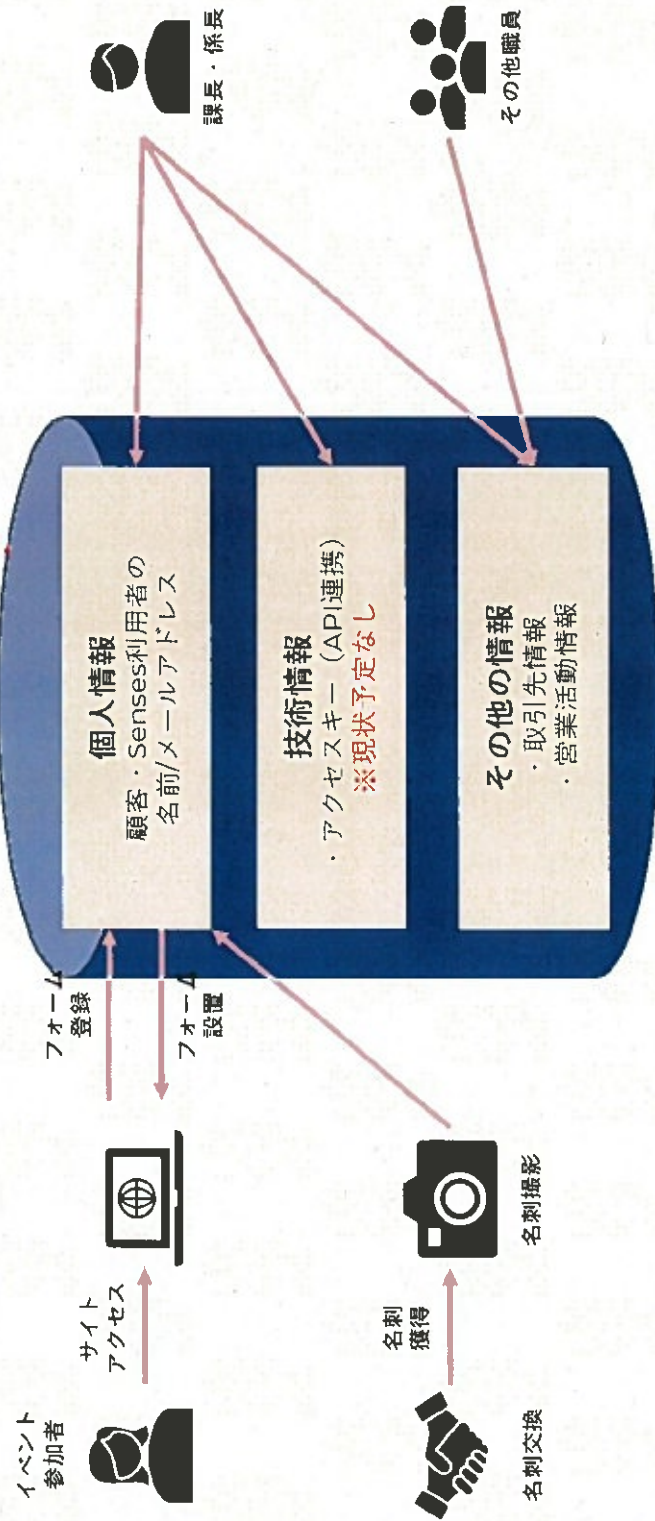 イベント
参加者
サイト
アクセス
フォーム
登録
フォーム
設置
名刺交換
名刺
獲得
名刺撮影
個人情報
顧客・Senses利用者の
名前/メールアドレス
技術情報
・アクセスキー（API連携）
※現状予定なし
その他の情報
・取引先情報
・営業活動情報
課長・係長
その他職員